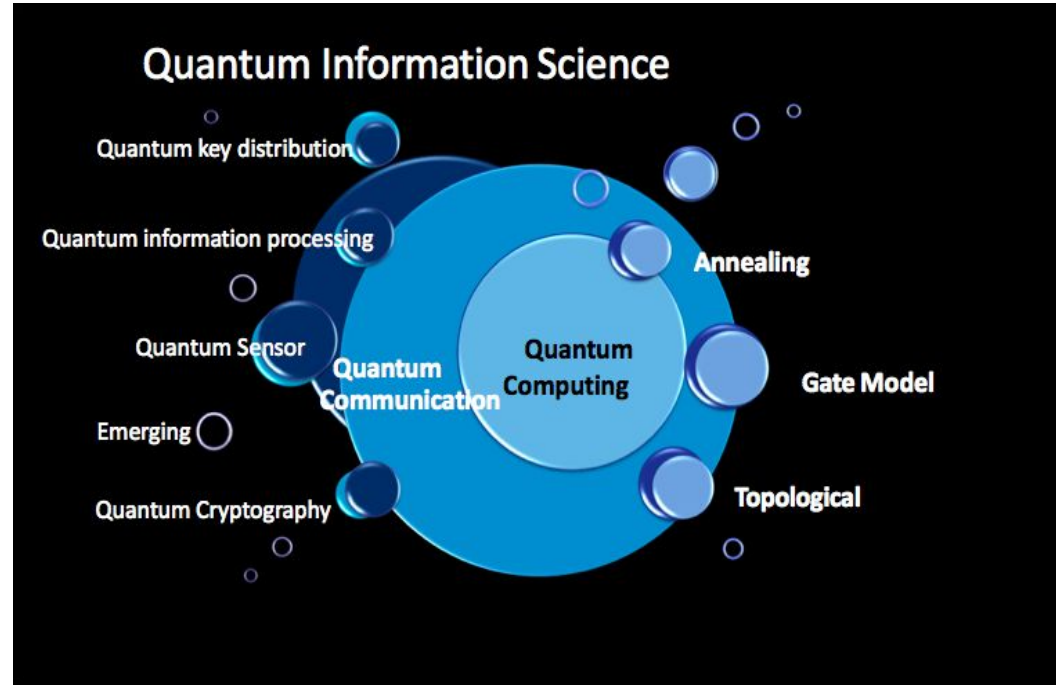 Quantum Information Science
Quantum key distribution
Quantum information processing
Annealing
Quantum Sensor
Quantum
Communication
Quantum
Computing
Gate Model
Emerging
Quantum Cryptography
Topological